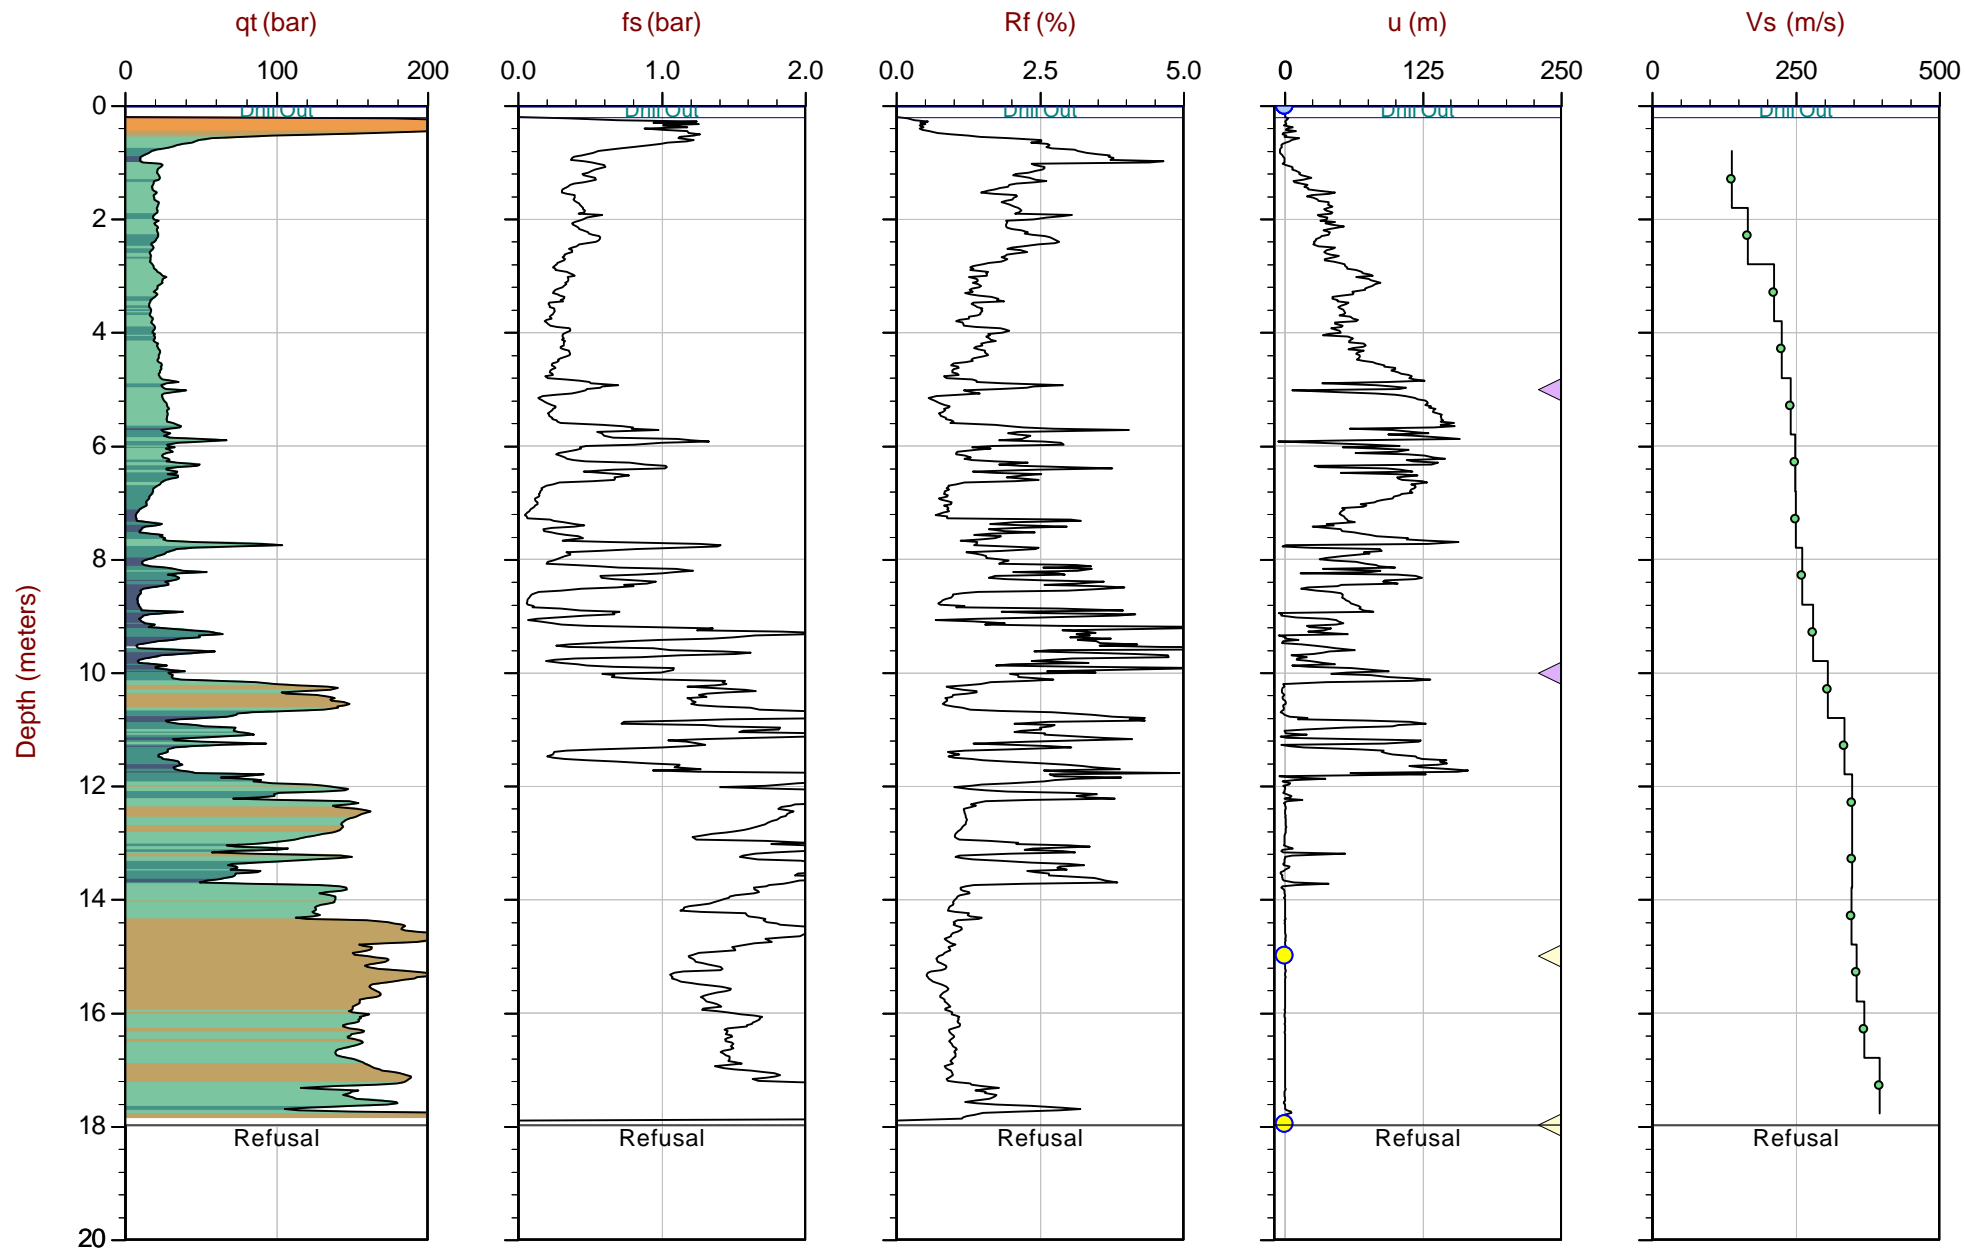 qt (bar) fs (bar) Rf (%) u (m) Vs (m/s)
0 100 200 0.0 1.0 2.0 0.0 2.5 5.0 0 125 250 0 250 500
0
Drill Out Drill Out Drill Out Drill Out Drill Out
2
4
6
8
Depth (meters)
10
12
14
16
18
Refusal Refusal Refusal Refusal Refusal
20